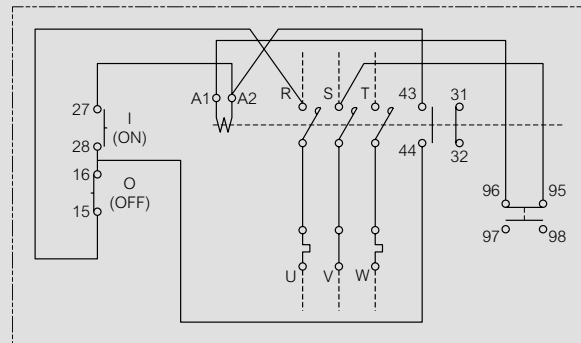 A1 A2 R S T 43 31
27 I
(ON)
28
44 32
16 O
(OFF)
15
96 95
97 98
U V W